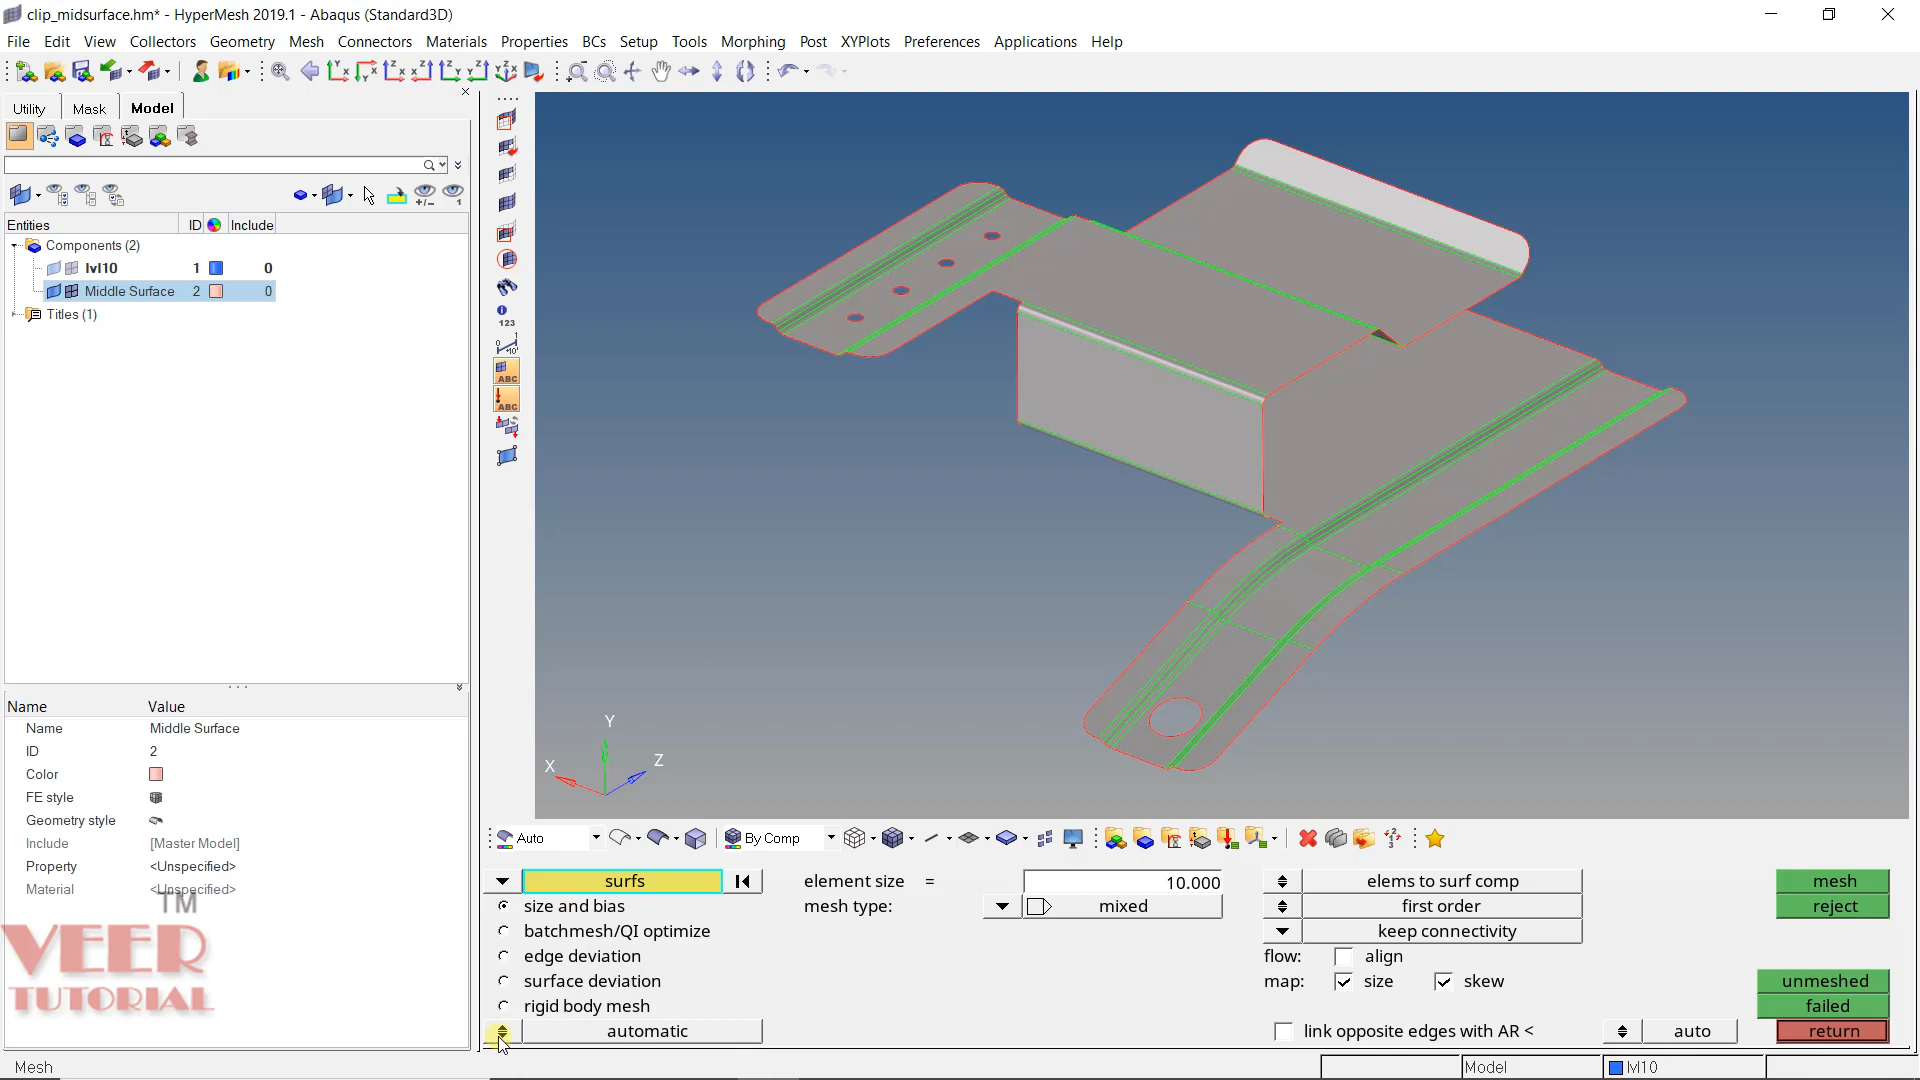 clip_midsurface.hm* - HyperMesh 2019.1 - Abaqus (Standard3D)
File Edit View Collectors Geometry Mesh Connectors Materials Properties BCs Setup Tools Morphing Post XYPlots Preferences Applications Help
Utility Mask Model
Entities ID Include
Components (2)
lvl10 1 0
Middle Surface 2 0
Titles (1)
Name Value
Name Middle Surface
ID 2
Color
FE style
Geometry style
Include [Master Model]
Property <Unspecified>
Material <Unspecified>
TM
VEER
TUTORIAL
123
ABC
ABC
Y
X
Z
Auto By Comp
surfs element size = 10.000 elems to surf comp mesh
size and bias mesh type: mixed first order reject
batchmesh/QI optimize keep connectivity
edge deviation flow: align
surface deviation map: size skew unmeshed
rigid body mesh failed
automatic link opposite edges with AR < auto return
Mesh Model lvl10